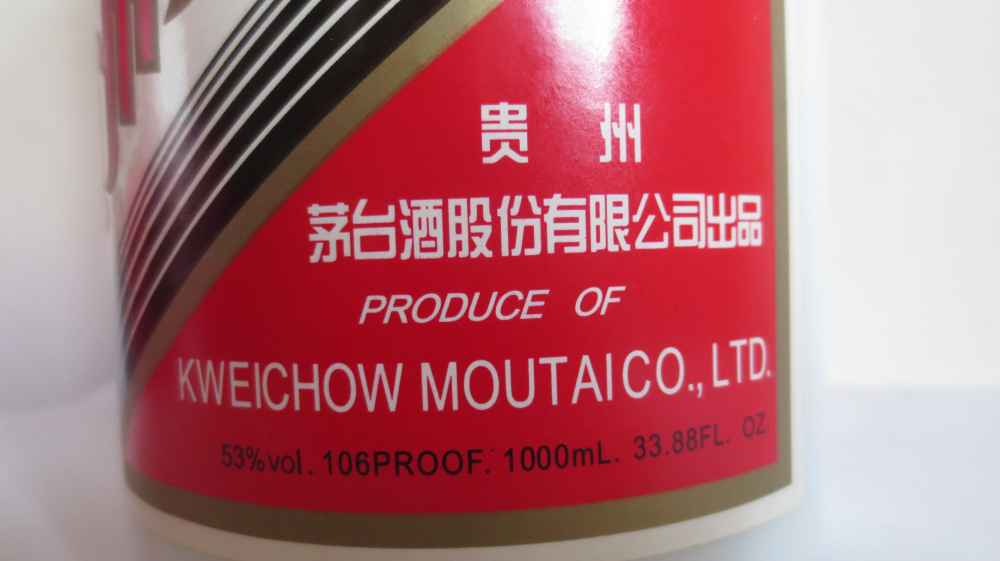 贵州
茅台酒股份有限公司出品
PRODUCE OF
KWEICHOW MOUTAI CO., LTD.
53%vol. 106PROOF. 1000mL. 33.88FL. OZ